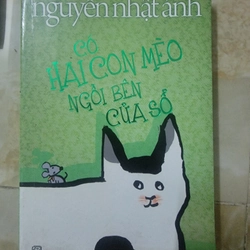 nguyễn nhật ánh
CÓ
HAI CON MÈO
NGỒI BÊN
CỬA SỔ